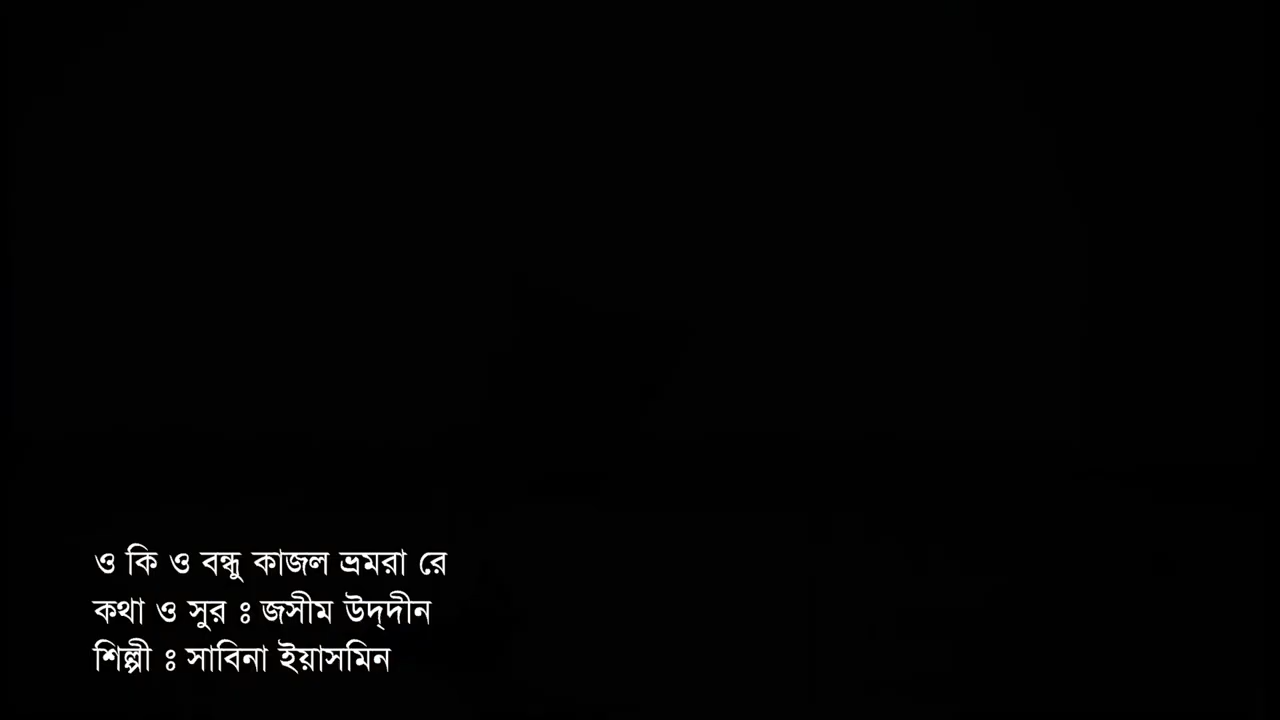 ও কি ও বন্ধু কাজল ভ্রমরা রে
কথা ও সুর ঃ জসীম উদ্‌দীন
শিল্পী ঃ সাবিনা ইয়াসমিন